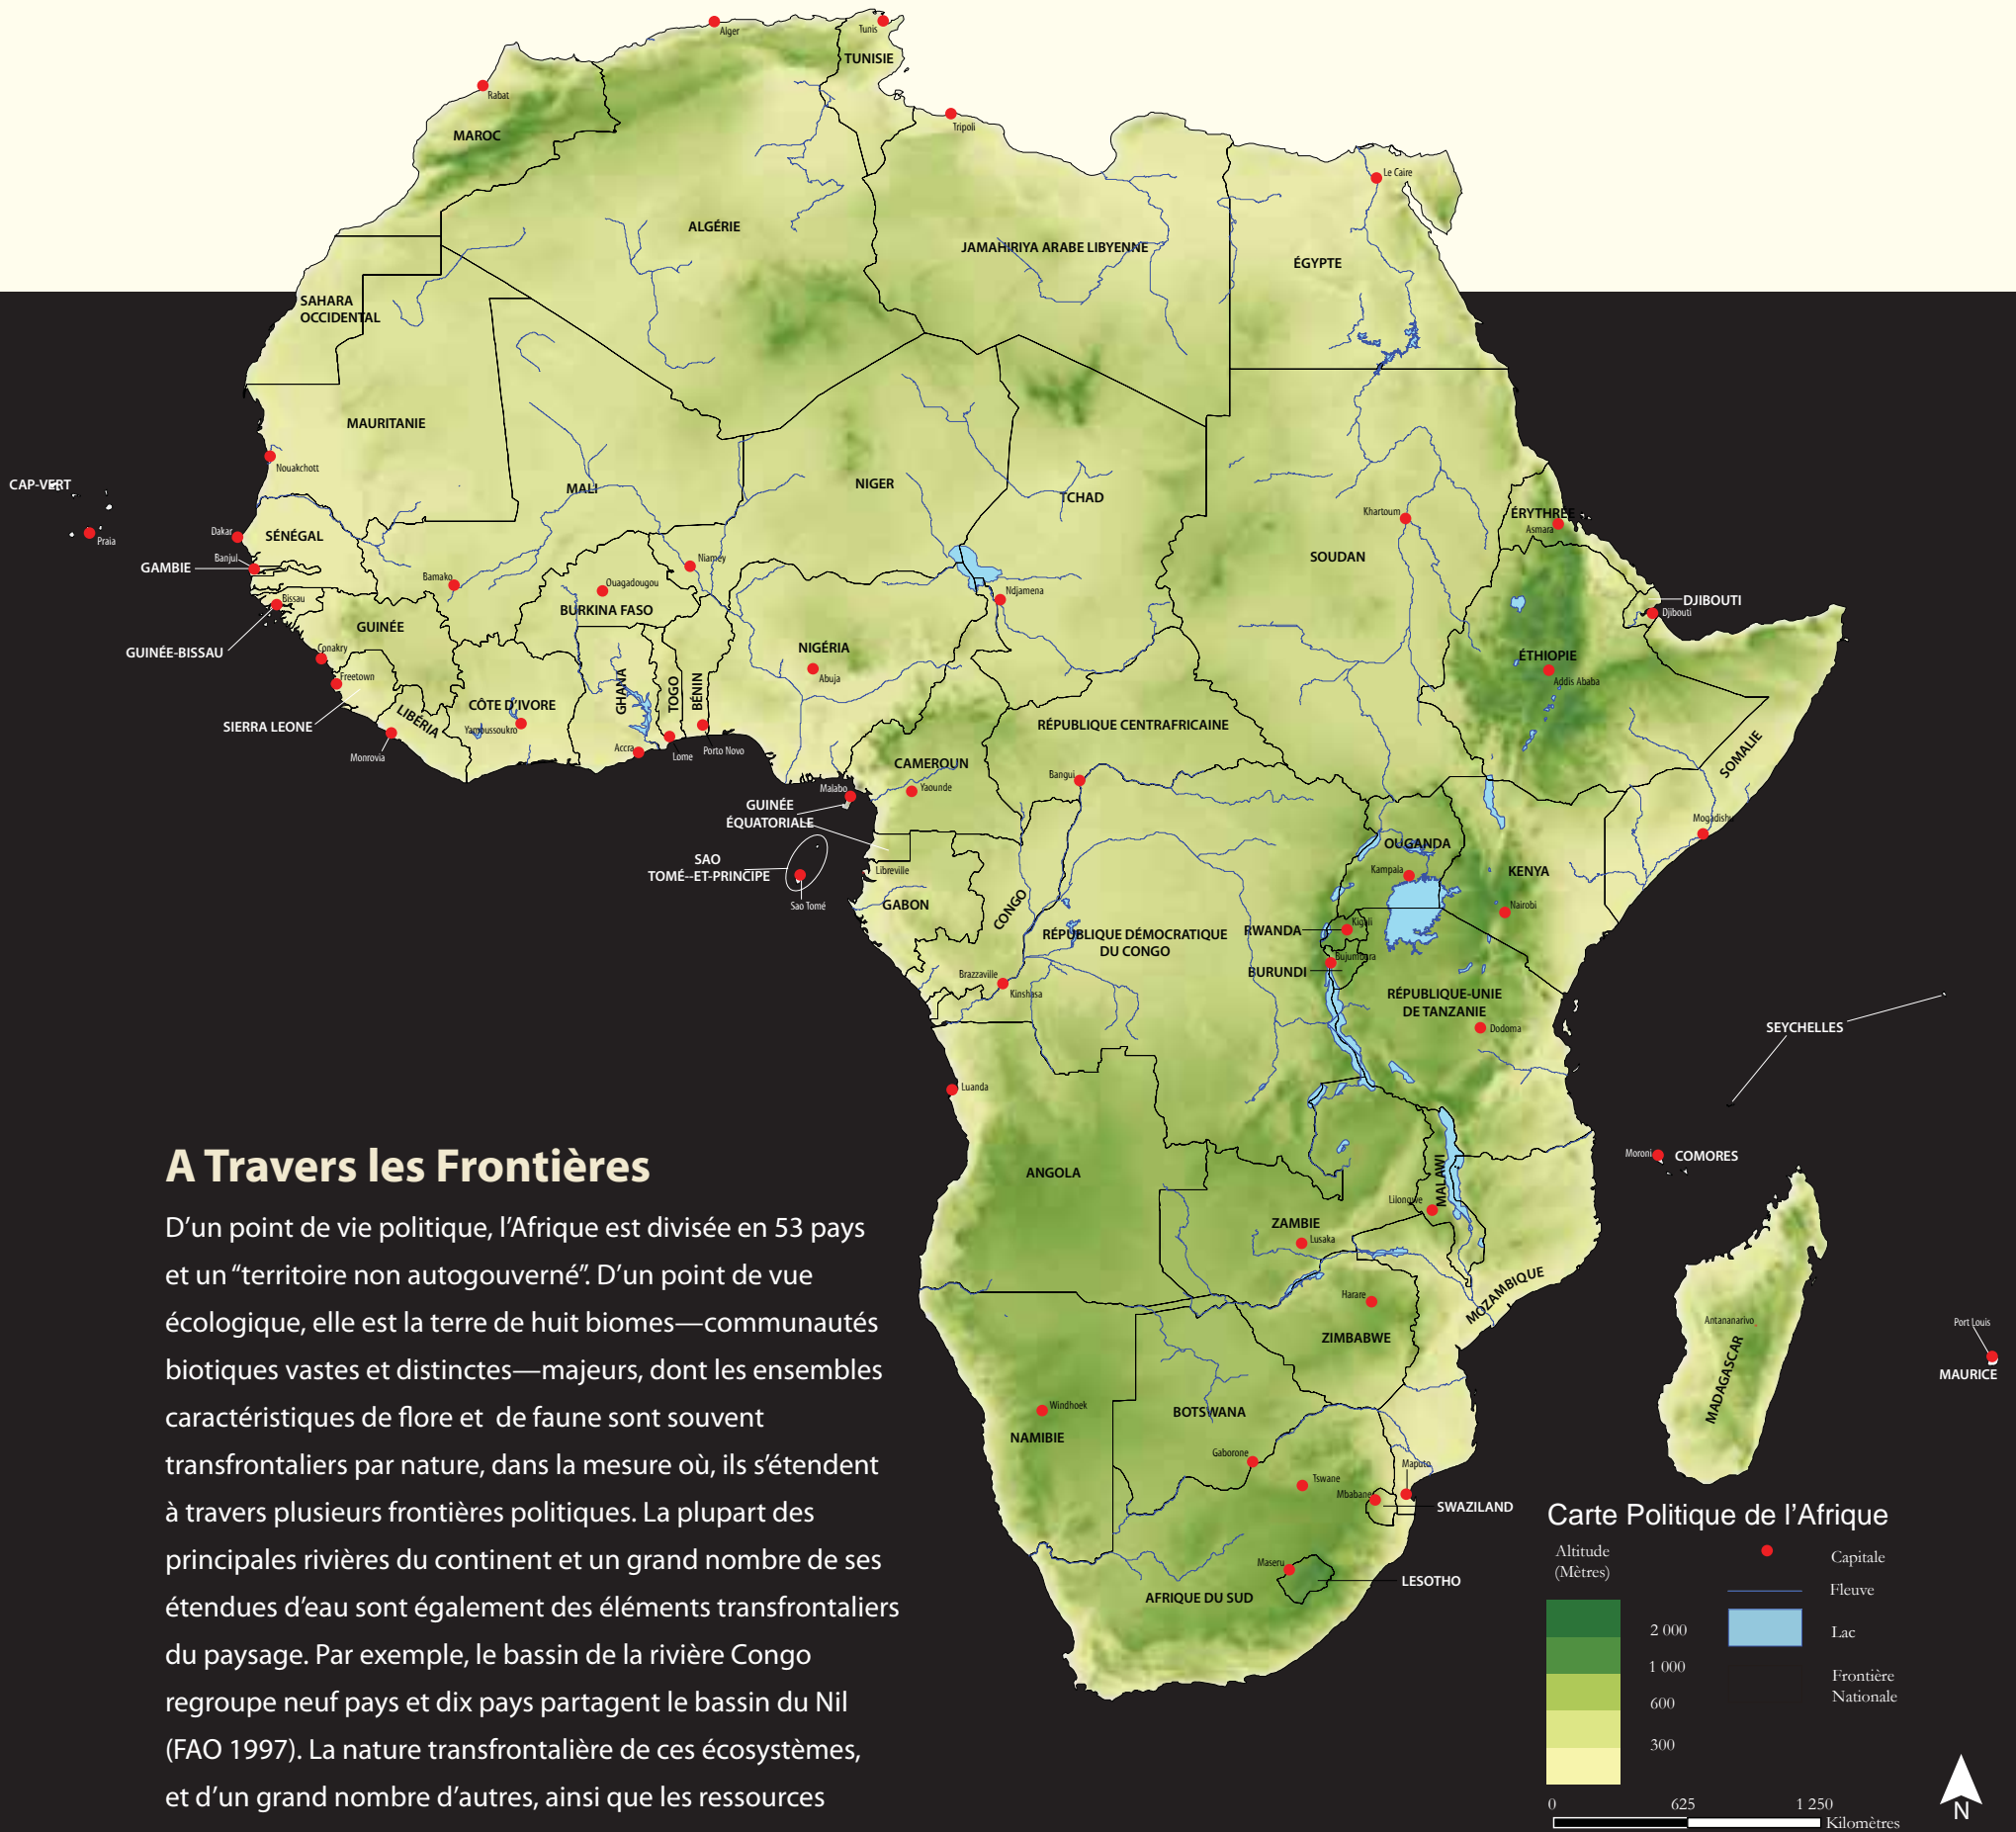 Alger
Tunis
TUNISIE
Rabat
MAROC
Tripoli
Le Caire
ALGÉRIE
JAMAHIRIYA ARABE LIBYENNE
ÉGYPTE
SAHARA
OCCIDENTAL
MAURITANIE
Nouakchott
CAP-VERT
Praia
MALI
NIGER
TCHAD
Khartoum
SOUDAN
ÉRYTHRÉE
Asmara
Dakar
SÉNÉGAL
Banjul
GAMBIE
Bissau
GUINÉE-BISSAU
Bamako
Niamey
Ouagadougou
BURKINA FASO
Ndjamena
DJIBOUTI
Djibouti
GUINÉE
Conakry
Freetown
SIERRA LEONE
LIBÉRIA
Monrovia
CÔTE D'IVOIRE
Yamoussoukro
GHANA
TOGO
BÉNIN
Accra
Lome
Porto Novo
NIGÉRIA
Abuja
ÉTHIOPIE
Addis Ababa
RÉPUBLIQUE CENTRAFRICAINE
SOMALIE
CAMEROUN
Yaounde
Bangui
Malabo
GUINÉE
ÉQUATORIALE
Mogadishu
OUGANDA
Kampala
KENYA
Nairobi
SAO
TOMÉ--ET-PRINCIPE
Sao Tomé
Libreville
GABON
CONGO
RÉPUBLIQUE DÉMOCRATIQUE
DU CONGO
RWANDA
Kigali
Bujumbura
BURUNDI
Brazzaville
Kinshasa
RÉPUBLIQUE-UNIE
DE TANZANIE
Dodoma
SEYCHELLES
Luanda
Moroni
COMORES
ANGOLA
MALAWI
Lilongwe
ZAMBIE
Lusaka
MOZAMBIQUE
Harare
ZIMBABWE
Antananarivo
MADAGASCAR
Port Louis
MAURICE
Windhoek
NAMIBIE
BOTSWANA
Gaborone
Tswane
Maputo
Mbabane
SWAZILAND
Maseru
LESOTHO
AFRIQUE DU SUD
A Travers les Frontières
D'un point de vie politique, l'Afrique est divisée en 53 pays
et un “territoire non autogouverné”. D'un point de vue
écologique, elle est la terre de huit biomes—communautés
biotiques vastes et distinctes—majeurs, dont les ensembles
caractéristiques de flore et de faune sont souvent
transfrontaliers par nature, dans la mesure où, ils s'étendent
à travers plusieurs frontières politiques. La plupart des
principales rivières du continent et un grand nombre de ses
étendues d'eau sont également des éléments transfrontaliers
du paysage. Par exemple, le bassin de la rivière Congo
regroupe neuf pays et dix pays partagent le bassin du Nil
(FAO 1997). La nature transfrontalière de ces écosystèmes,
et d'un grand nombre d'autres, ainsi que les ressources
Carte Politique de l'Afrique
Altitude
(Mètres)
2 000
1 000
600
300
Capitale
Fleuve
Lac
Frontière
Nationale
0 625 1 250
Kilomètres
N